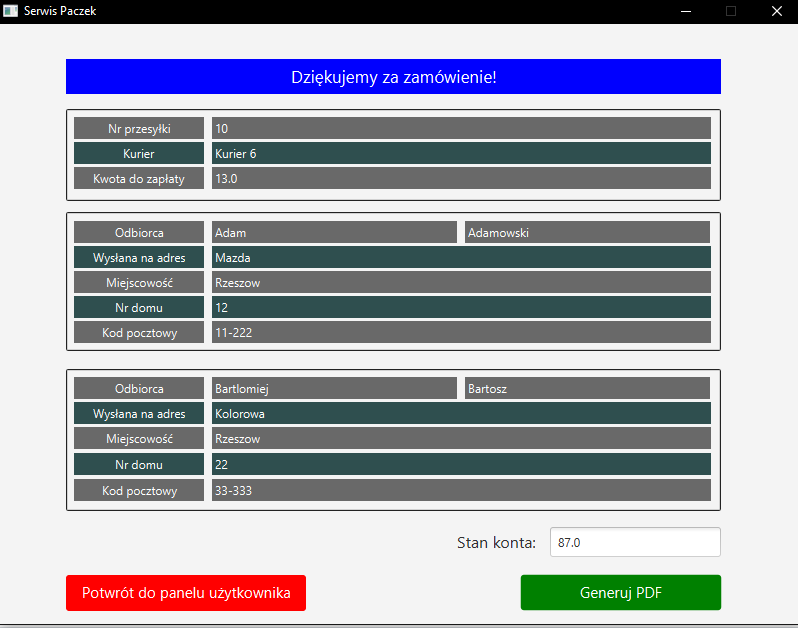 Serwis Paczek
Dziękujemy za zamówienie!
Nr przesyłki 10
Kurier Kurier 6
Kwota do zapłaty 13.0
Odbiorca Adam Adamowski
Wysłana na adres Mazda
Miejscowość Rzeszow
Nr domu 12
Kod pocztowy 11-222
Odbiorca Bartlomiej Bartosz
Wysłana na adres Kolorowa
Miejscowość Rzeszow
Nr domu 22
Kod pocztowy 33-333
Stan konta: 87.0
Potwrót do panelu użytkownika Generuj PDF